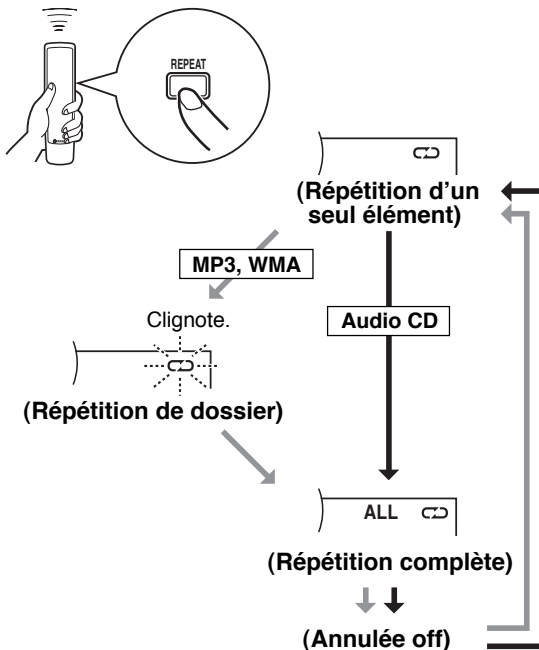 REPEAT
(Répétition d'un
seul élément)
MP3, WMA
Audio CD
Clignote.
(Répétition de dossier)
ALL
(Répétition complète)
(Annulée off)